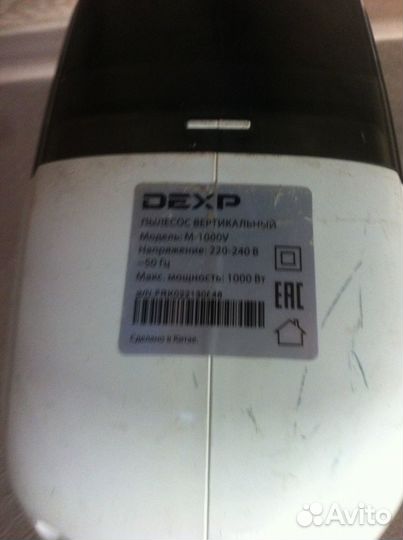 DEXP
ПЫЛЕСОС ВЕРТИКАЛЬНЫЙ
Модель: M-1000V
Напряжение: 220-240 В
~50 Гц
Макс. мощность: 1000 Вт
S/N
EAC
Сделано в Китае.
Avito